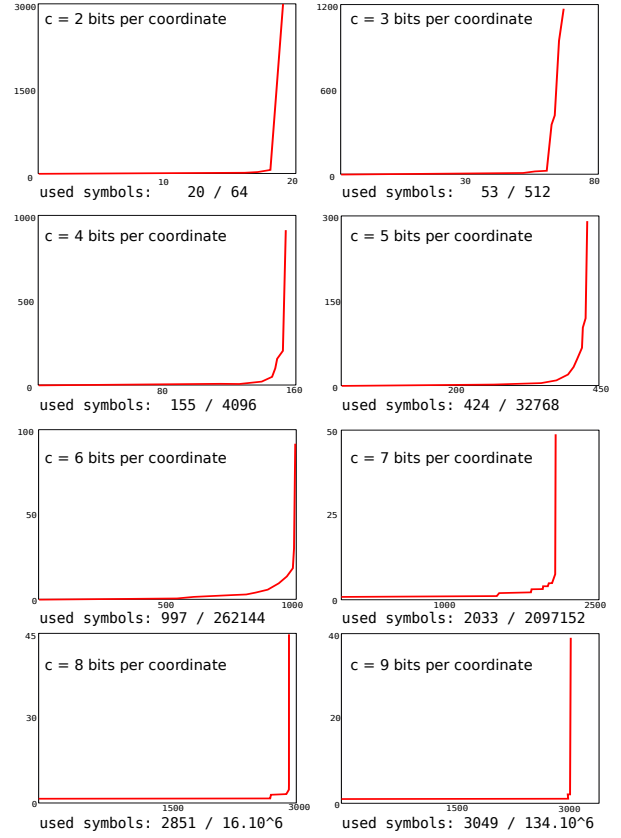 3000
c = 2 bits per coordinate
1500
0
10
20
used symbols: 20 / 64
1200
c = 3 bits per coordinate
600
0
30
80
used symbols: 53 / 512
1000
c = 4 bits per coordinate
500
0
80
160
used symbols: 155 / 4096
300
c = 5 bits per coordinate
150
0
200
450
used symbols: 424 / 32768
100
c = 6 bits per coordinate
50
0
500
1000
used symbols: 997 / 262144
50
c = 7 bits per coordinate
25
0
1000
2500
used symbols: 2033 / 2097152
45
c = 8 bits per coordinate
30
0
1500
3000
used symbols: 2851 / 16.10^6
40
c = 9 bits per coordinate
20
0
1500
3000
used symbols: 3049 / 134.10^6